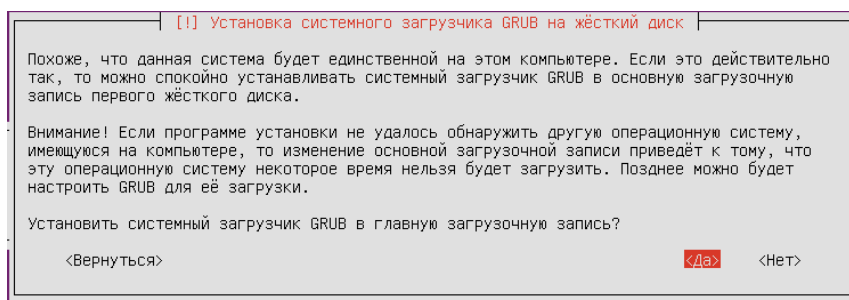 [!] Установка системного загрузчика GRUB на жёсткий диск
Похоже, что данная система будет единственной на этом компьютере. Если это действительно
так, то можно спокойно устанавливать системный загрузчик GRUB в основную загрузочную
запись первого жёсткого диска.
Внимание! Если программе установки не удалось обнаружить другую операционную систему,
имеющуюся на компьютере, то изменение основной загрузочной записи приведёт к тому, что
эту операционную систему некоторое время нельзя будет загрузить. Позднее можно будет
настроить GRUB для её загрузки.
Установить системный загрузчик GRUB в главную загрузочную запись?
<Вернуться> <Да> <Нет>